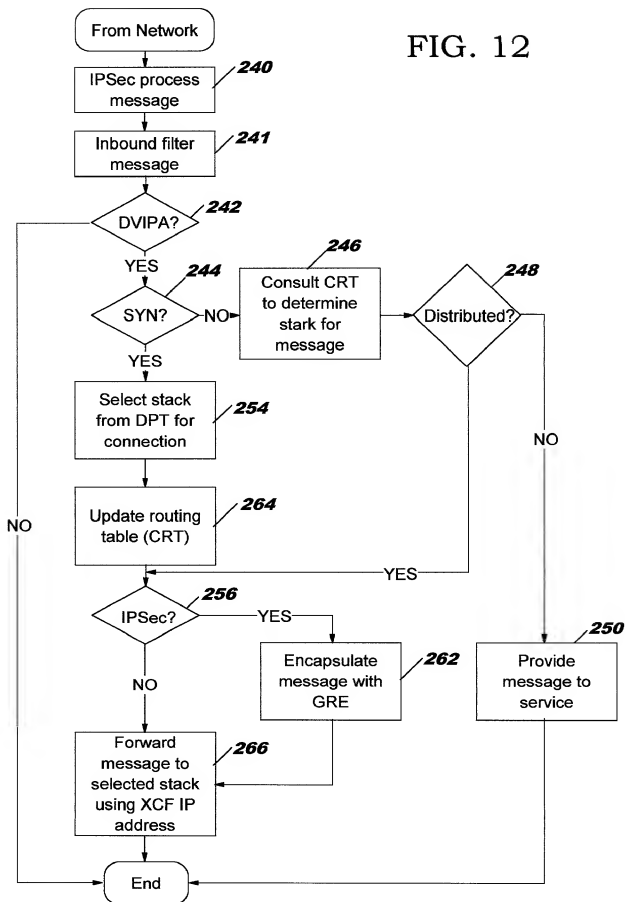 From Network
FIG. 12
IPSec process
message
240
Inbound filter
message
241
DVIPA?
242
YES
244
SYN?
NO
246
Consult CRT
to determine
stark for
message
248
Distributed?
YES
Select stack
from DPT for
connection
254
NO
Update routing
table (CRT)
264
NO
YES
IPSec?
256
YES
Encapsulate
message with
GRE
262
Provide
message to
service
250
NO
Forward
message to
selected stack
using XCF IP
address
266
End